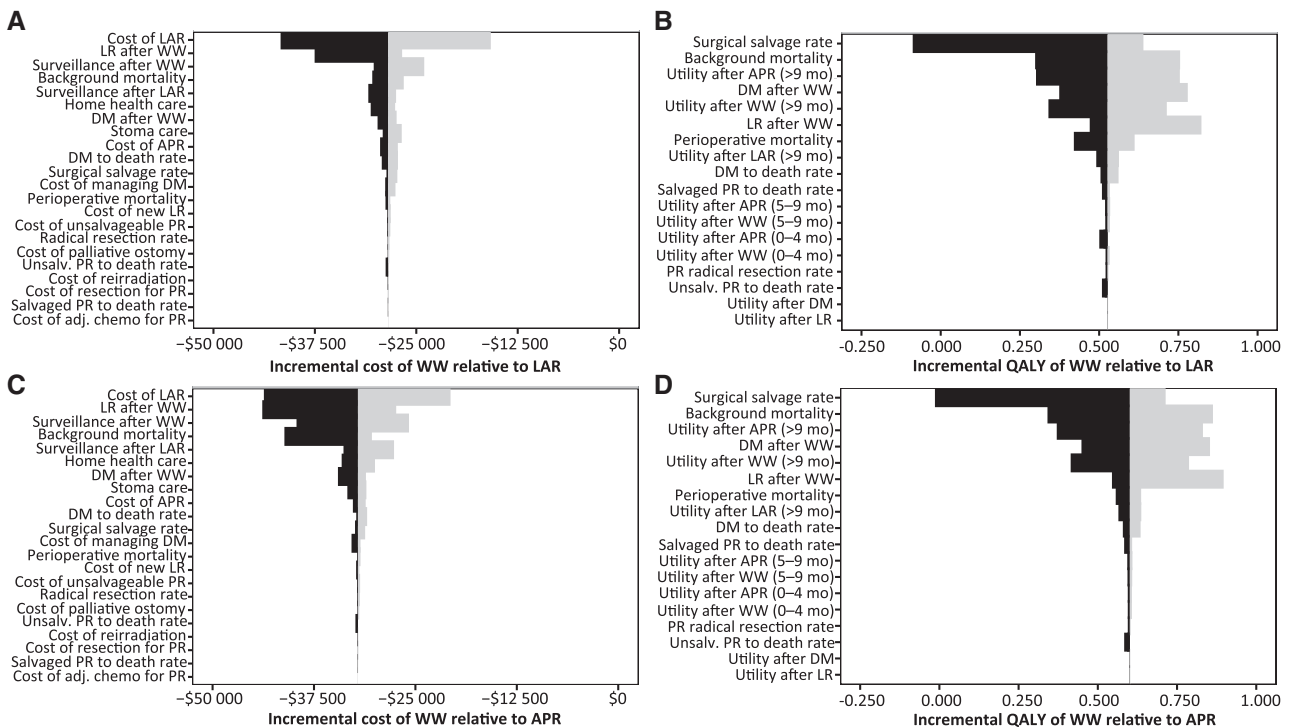 A
Cost of LAR
LR after WW
Surveillance after WW
Background mortality
Surveillance after LAR
Home health care
DM after WW
Stoma care
Cost of APR
DM to death rate
Surgical salvage rate
Cost of managing DM
Perioperative mortality
Cost of new LR
Cost of unsalvageable PR
Radical resection rate
Cost of palliative ostomy
Unsalv. PR to death rate
Cost of reirradiation
Cost of resection for PR
Salvaged PR to death rate
Cost of adj. chemo for PR
−$50 000 −$37 500 −$25 000 −$12 500 $0
Incremental cost of WW relative to LAR
B
Surgical salvage rate
Background mortality
Utility after APR (>9 mo)
DM after WW
Utility after WW (>9 mo)
LR after WW
Perioperative mortality
Utility after LAR (>9 mo)
DM to death rate
Salvaged PR to death rate
Utility after APR (5–9 mo)
Utility after WW (5–9 mo)
Utility after APR (0–4 mo)
Utility after WW (0–4 mo)
PR radical resection rate
Unsalv. PR to death rate
Utility after DM
Utility after LR
-0.250 0.000 0.250 0.500 0.750 1.000
Incremental QALY of WW relative to LAR
C
Cost of LAR
LR after WW
Surveillance after WW
Background mortality
Surveillance after LAR
Home health care
DM after WW
Stoma care
Cost of APR
DM to death rate
Surgical salvage rate
Cost of managing DM
Perioperative mortality
Cost of new LR
Cost of unsalvageable PR
Radical resection rate
Cost of palliative ostomy
Unsalv. PR to death rate
Cost of reirradiation
Cost of resection for PR
Salvaged PR to death rate
Cost of adj. chemo for PR
−$50 000 −$37 500 −$25 000 −$12 500 $0
Incremental cost of WW relative to APR
D
Surgical salvage rate
Background mortality
Utility after APR (>9 mo)
DM after WW
Utility after WW (>9 mo)
LR after WW
Perioperative mortality
Utility after LAR (>9 mo)
DM to death rate
Salvaged PR to death rate
Utility after APR (5–9 mo)
Utility after WW (5–9 mo)
Utility after APR (0–4 mo)
Utility after WW (0–4 mo)
PR radical resection rate
Unsalv. PR to death rate
Utility after DM
Utility after LR
-0.250 0.000 0.250 0.500 0.750 1.000
Incremental QALY of WW relative to APR